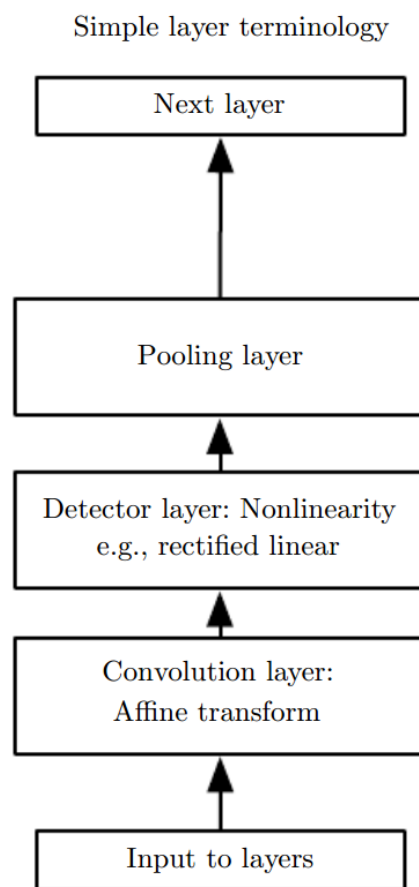 Simple layer terminology
Next layer
Pooling layer
Detector layer: Nonlinearity
e.g., rectified linear
Convolution layer:
Affine transform
Input to layers